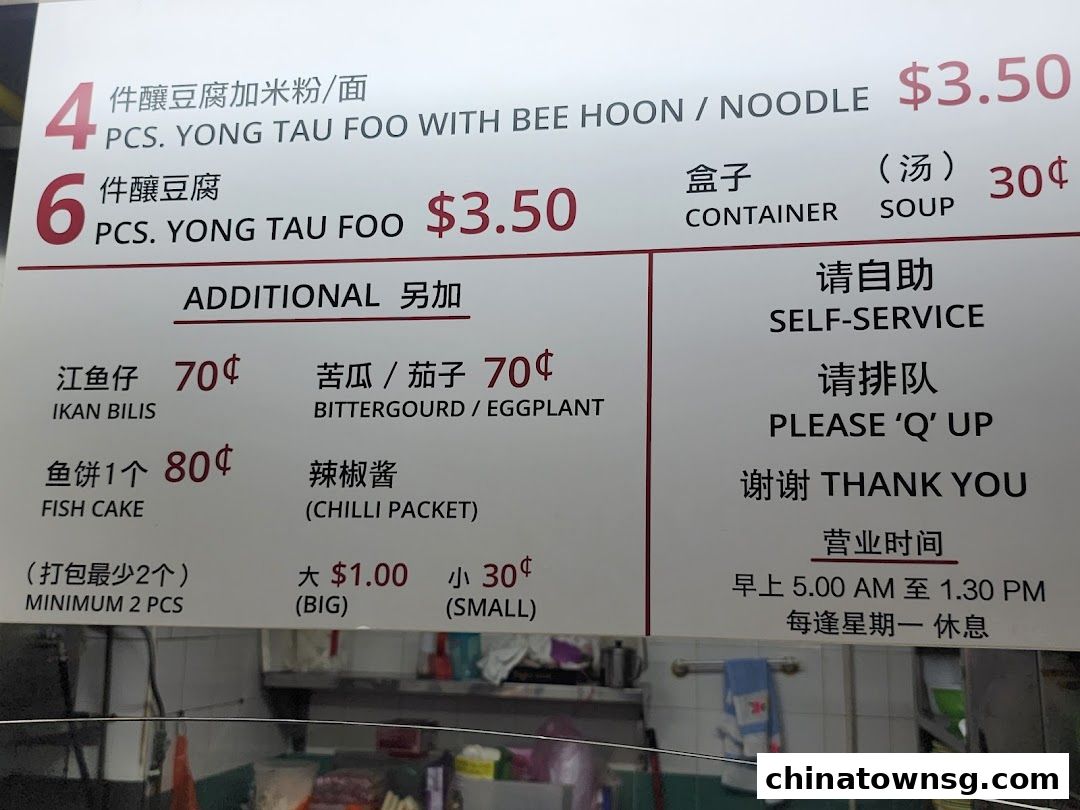 4 件釀豆腐加米粉/面
PCS. YONG TAU FOO WITH BEE HOON / NOODLE $3.50
6 件釀豆腐
PCS. YONG TAU FOO $3.50
盒子 （汤） 30¢
CONTAINER SOUP
ADDITIONAL 另加
江鱼仔 70¢
IKAN BILIS
苦瓜 / 茄子 70¢
BITTERGOURD / EGGPLANT
鱼饼1个 80¢
FISH CAKE
辣椒酱
(CHILLI PACKET)
（打包最少2个）
MINIMUM 2 PCS
大 $1.00 小 30¢
(BIG) (SMALL)
请自助
SELF-SERVICE
请排队
PLEASE ‘Q’ UP
谢谢 THANK YOU
营业时间
早上 5.00 AM 至 1.30 PM
每逢星期一 休息
chinatownsg.com